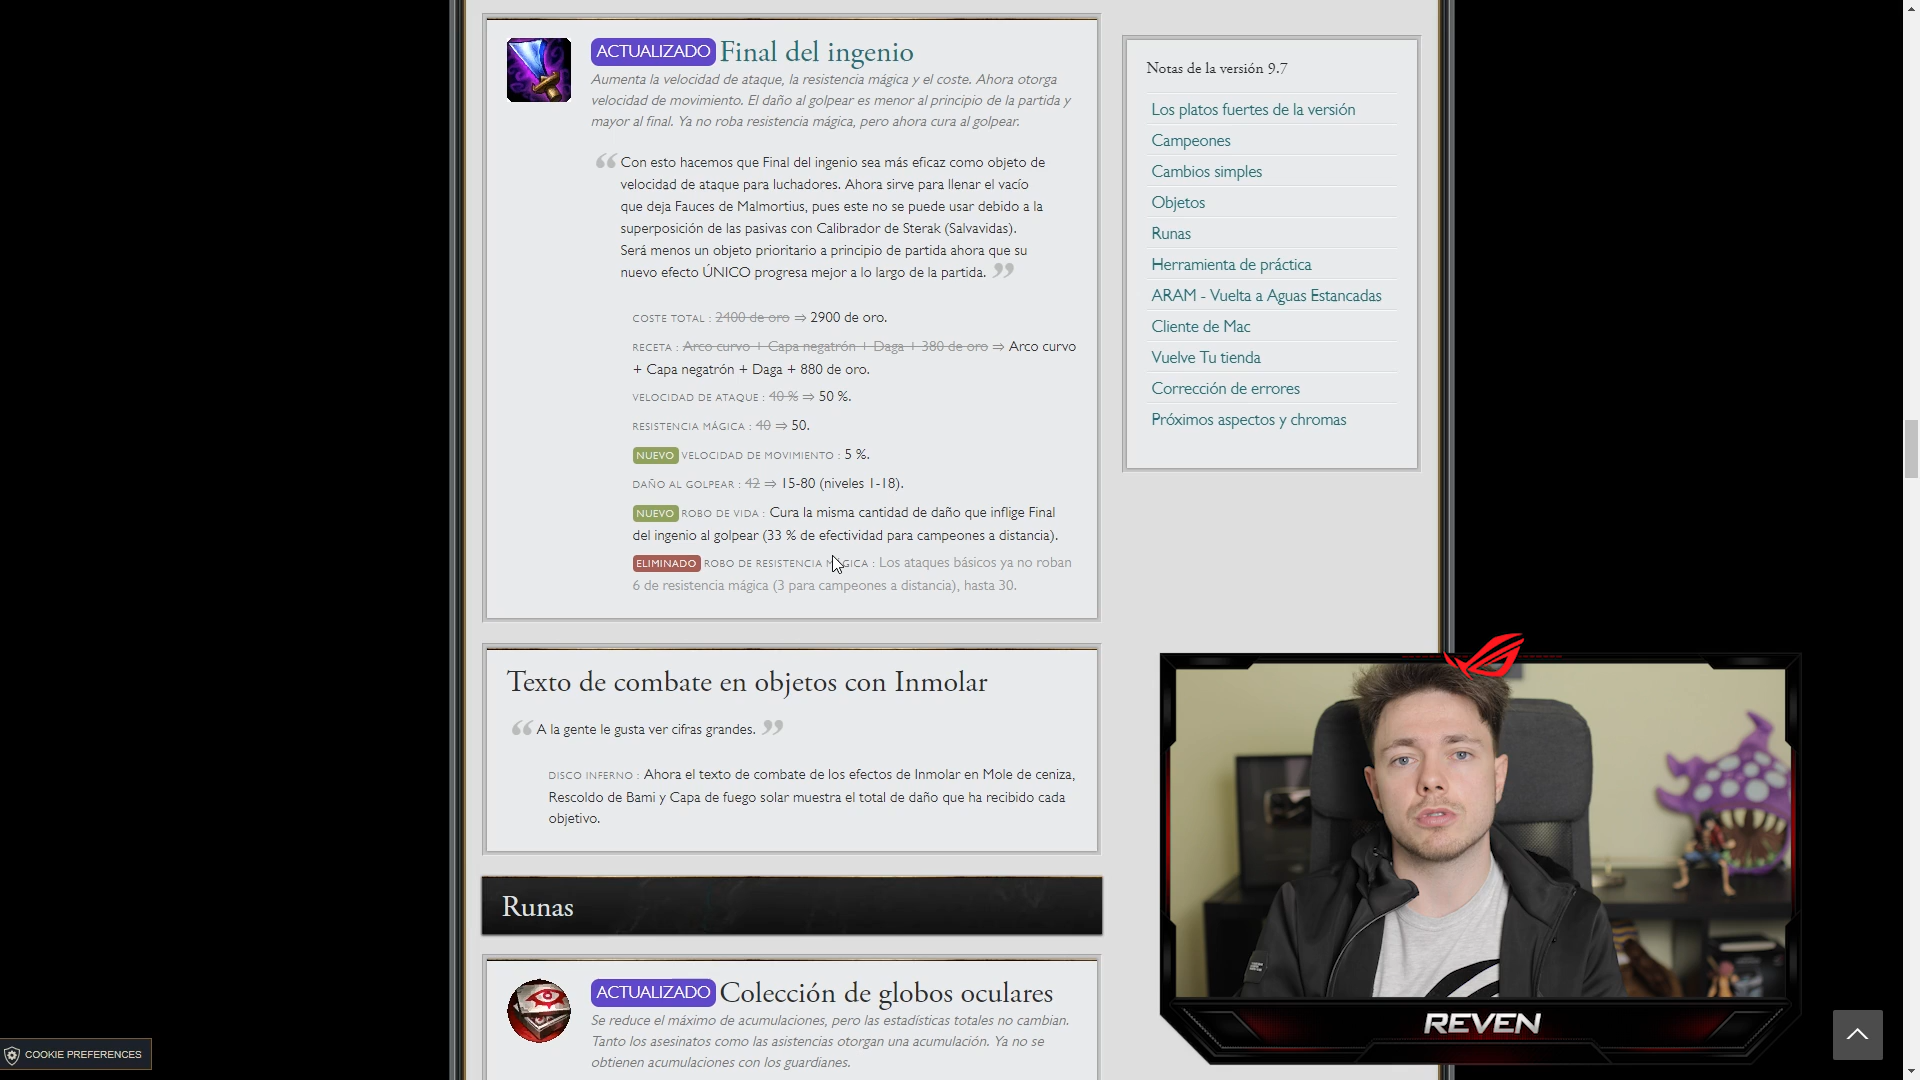 ACTUALIZADO Final del ingenio
Aumenta la velocidad de ataque, la resistencia mágica y el coste. Ahora otorga
velocidad de movimiento. El daño al golpear es menor al principio de la partida y
mayor al final. Ya no roba resistencia mágica, pero ahora cura al golpear.
“ Con esto hacemos que Final del ingenio sea más eficaz como objeto de
velocidad de ataque para luchadores. Ahora sirve para llenar el vacío
que deja Fauces de Malmortius, pues este no se puede usar debido a la
superposición de las pasivas con Calibrador de Sterak (Salvavidas).
Será menos un objeto prioritario a principio de partida ahora que su
nuevo efecto ÚNICO progresa mejor a lo largo de la partida. ”
COSTE TOTAL : 2400 de oro ⇒ 2900 de oro.
RECETA : Arco curvo + Capa negatrón + Daga + 380 de oro ⇒ Arco curvo
+ Capa negatrón + Daga + 880 de oro.
VELOCIDAD DE ATAQUE : 40 % ⇒ 50 %.
RESISTENCIA MÁGICA : 40 ⇒ 50.
NUEVO VELOCIDAD DE MOVIMIENTO : 5 %.
DAÑO AL GOLPEAR : 42 ⇒ 15-80 (niveles 1-18).
NUEVO ROBO DE VIDA : Cura la misma cantidad de daño que inflige Final
del ingenio al golpear (33 % de efectividad para campeones a distancia).
ELIMINADO ROBO DE RESISTENCIA MÁGICA : Los ataques básicos ya no roban
6 de resistencia mágica (3 para campeones a distancia), hasta 30.
Texto de combate en objetos con Inmolar
“ A la gente le gusta ver cifras grandes. ”
DISCO INFERNO : Ahora el texto de combate de los efectos de Inmolar en Mole de ceniza,
Rescoldo de Bami y Capa de fuego solar muestra el total de daño que ha recibido cada
objetivo.
Runas
ACTUALIZADO Colección de globos oculares
Se reduce el máximo de acumulaciones, pero las estadísticas totales no cambian.
Tanto los asesinatos como las asistencias otorgan una acumulación. Ya no se
obtienen acumulaciones con los guardianes.
Notas de la versión 9.7
Los platos fuertes de la versión
Campeones
Cambios simples
Objetos
Runas
Herramienta de práctica
ARAM - Vuelta a Aguas Estancadas
Cliente de Mac
Vuelve Tu tienda
Corrección de errores
Próximos aspectos y chromas
REVEN
COOKIE PREFERENCES